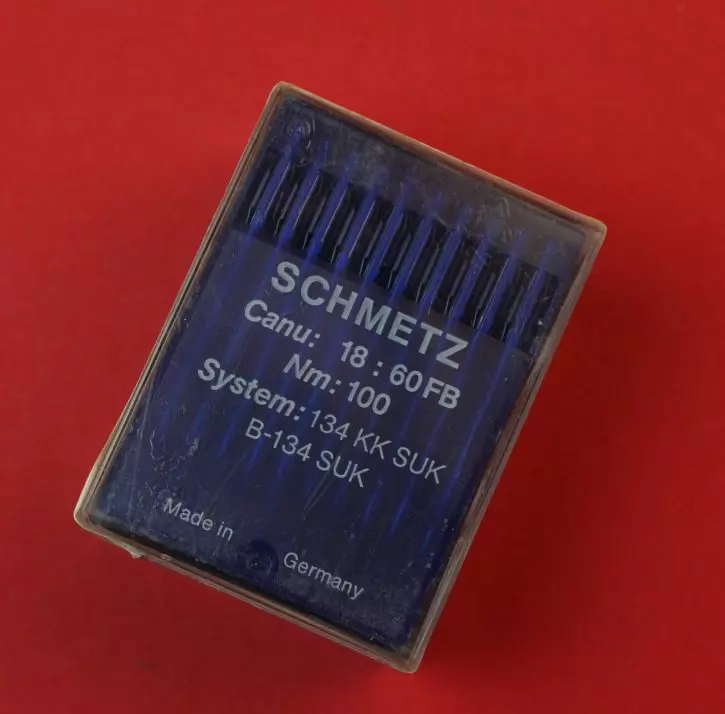 SCHMETZ
Canu: 18 : 60 FB
Nm: 100
System: 134 KK SUK
B-134 SUK
Made in Germany